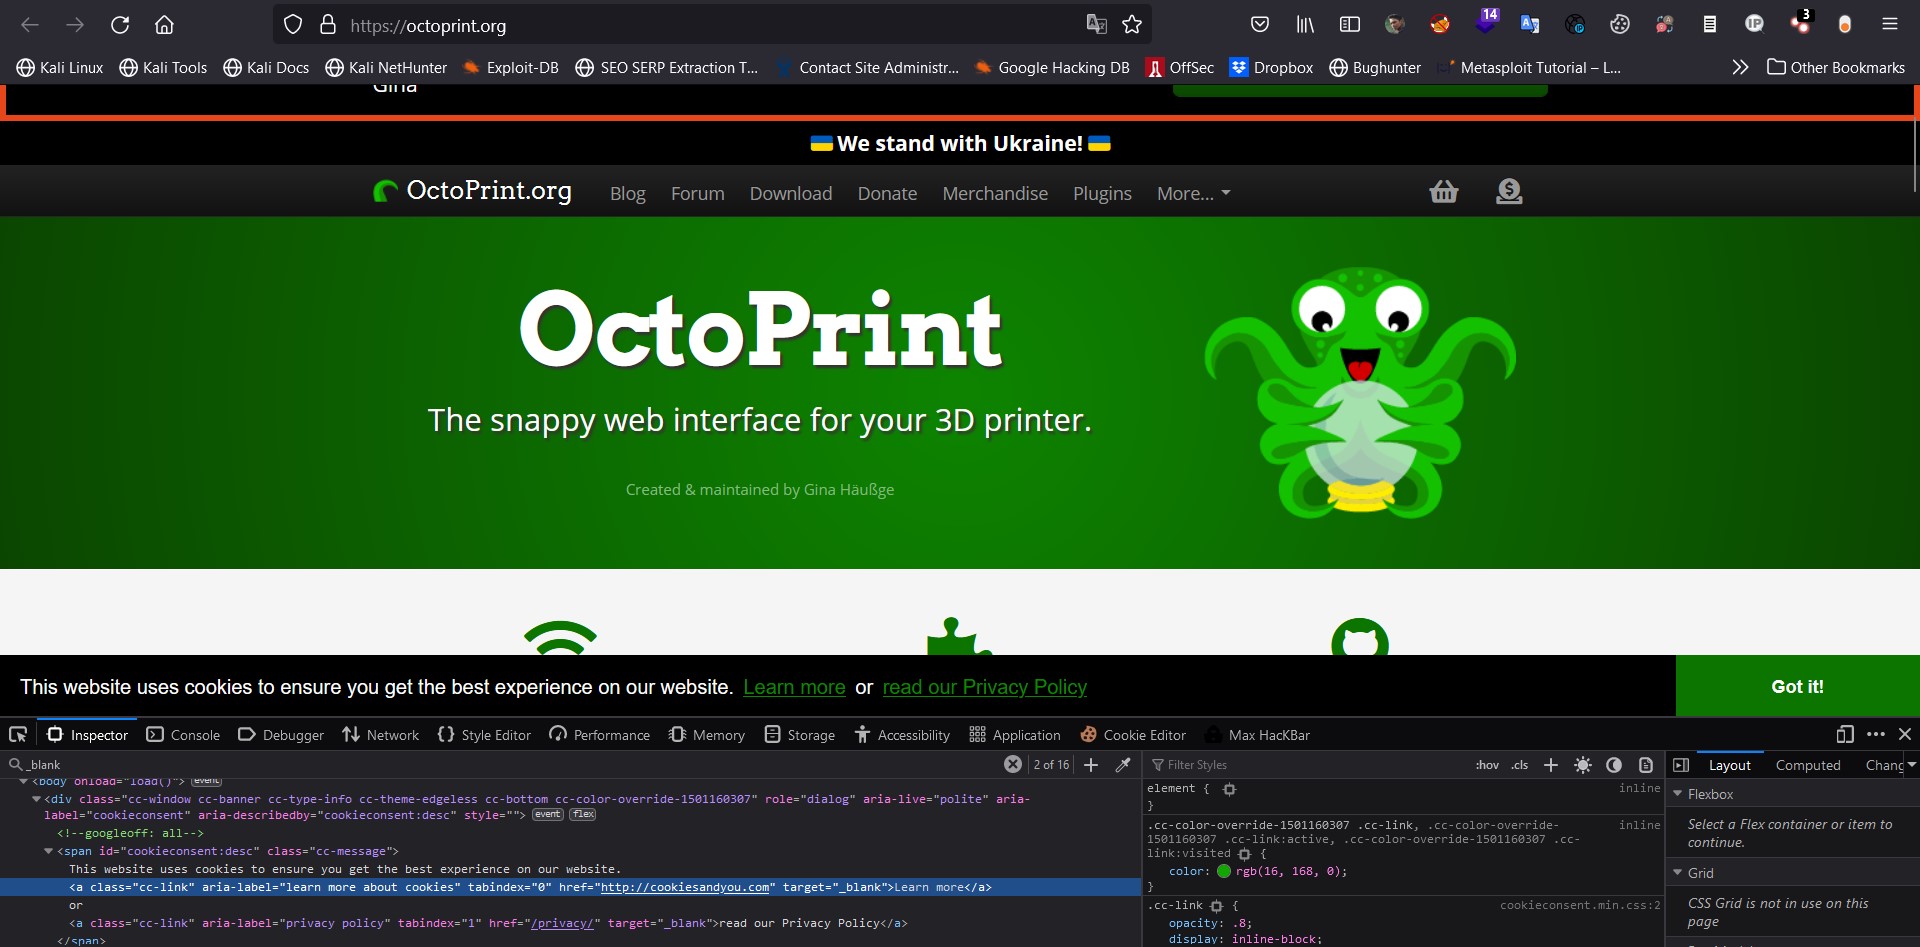 https://octoprint.org
14
3
Kali Linux
Kali Tools
Kali Docs
Kali NetHunter
Exploit-DB
SEO SERP Extraction T...
Contact Site Administr...
Google Hacking DB
OffSec
Dropbox
Bughunter
Metasploit Tutorial – L...
Other Bookmarks
Gina
We stand with Ukraine!
OctoPrint.org
Blog
Forum
Download
Donate
Merchandise
Plugins
More...
OctoPrint
The snappy web interface for your 3D printer.
Created & maintained by Gina Häußge
This website uses cookies to ensure you get the best experience on our website. Learn more or read our Privacy Policy
Got it!
Inspector
Console
Debugger
Network
Style Editor
Performance
Memory
Storage
Accessibility
Application
Cookie Editor
Max HacKBar
_blank
2 of 16
Filter Styles
:hov
.cls
Layout
Computed
Chang
<body onload="load()"> event
<div class="cc-window cc-banner cc-type-info cc-theme-edgeless cc-bottom cc-color-override-1501160307" role="dialog" aria-live="polite" aria-
label="cookieconsent" aria-describedby="cookieconsent:desc" style=""> event flex
<!--googleoff: all-->
<span id="cookieconsent:desc" class="cc-message">
This website uses cookies to ensure you get the best experience on our website.
<a class="cc-link" aria-label="learn more about cookies" tabindex="0" href="http://cookiesandyou.com" target="_blank">Learn more</a>
or
<a class="cc-link" aria-label="privacy policy" tabindex="1" href="/privacy/" target="_blank">read our Privacy Policy</a>
</span>
element {
inline
}
.cc-color-override-1501160307 .cc-link, .cc-color-override-
inline
1501160307 .cc-link:active, .cc-color-override-1501160307 .cc-
link:visited {
color: rgb(16, 168, 0);
}
.cc-link {
cookieconsent.min.css:2
opacity: .8;
display: inline-block;
Flexbox
Select a Flex container or item to
continue.
Grid
CSS Grid is not in use on this
page